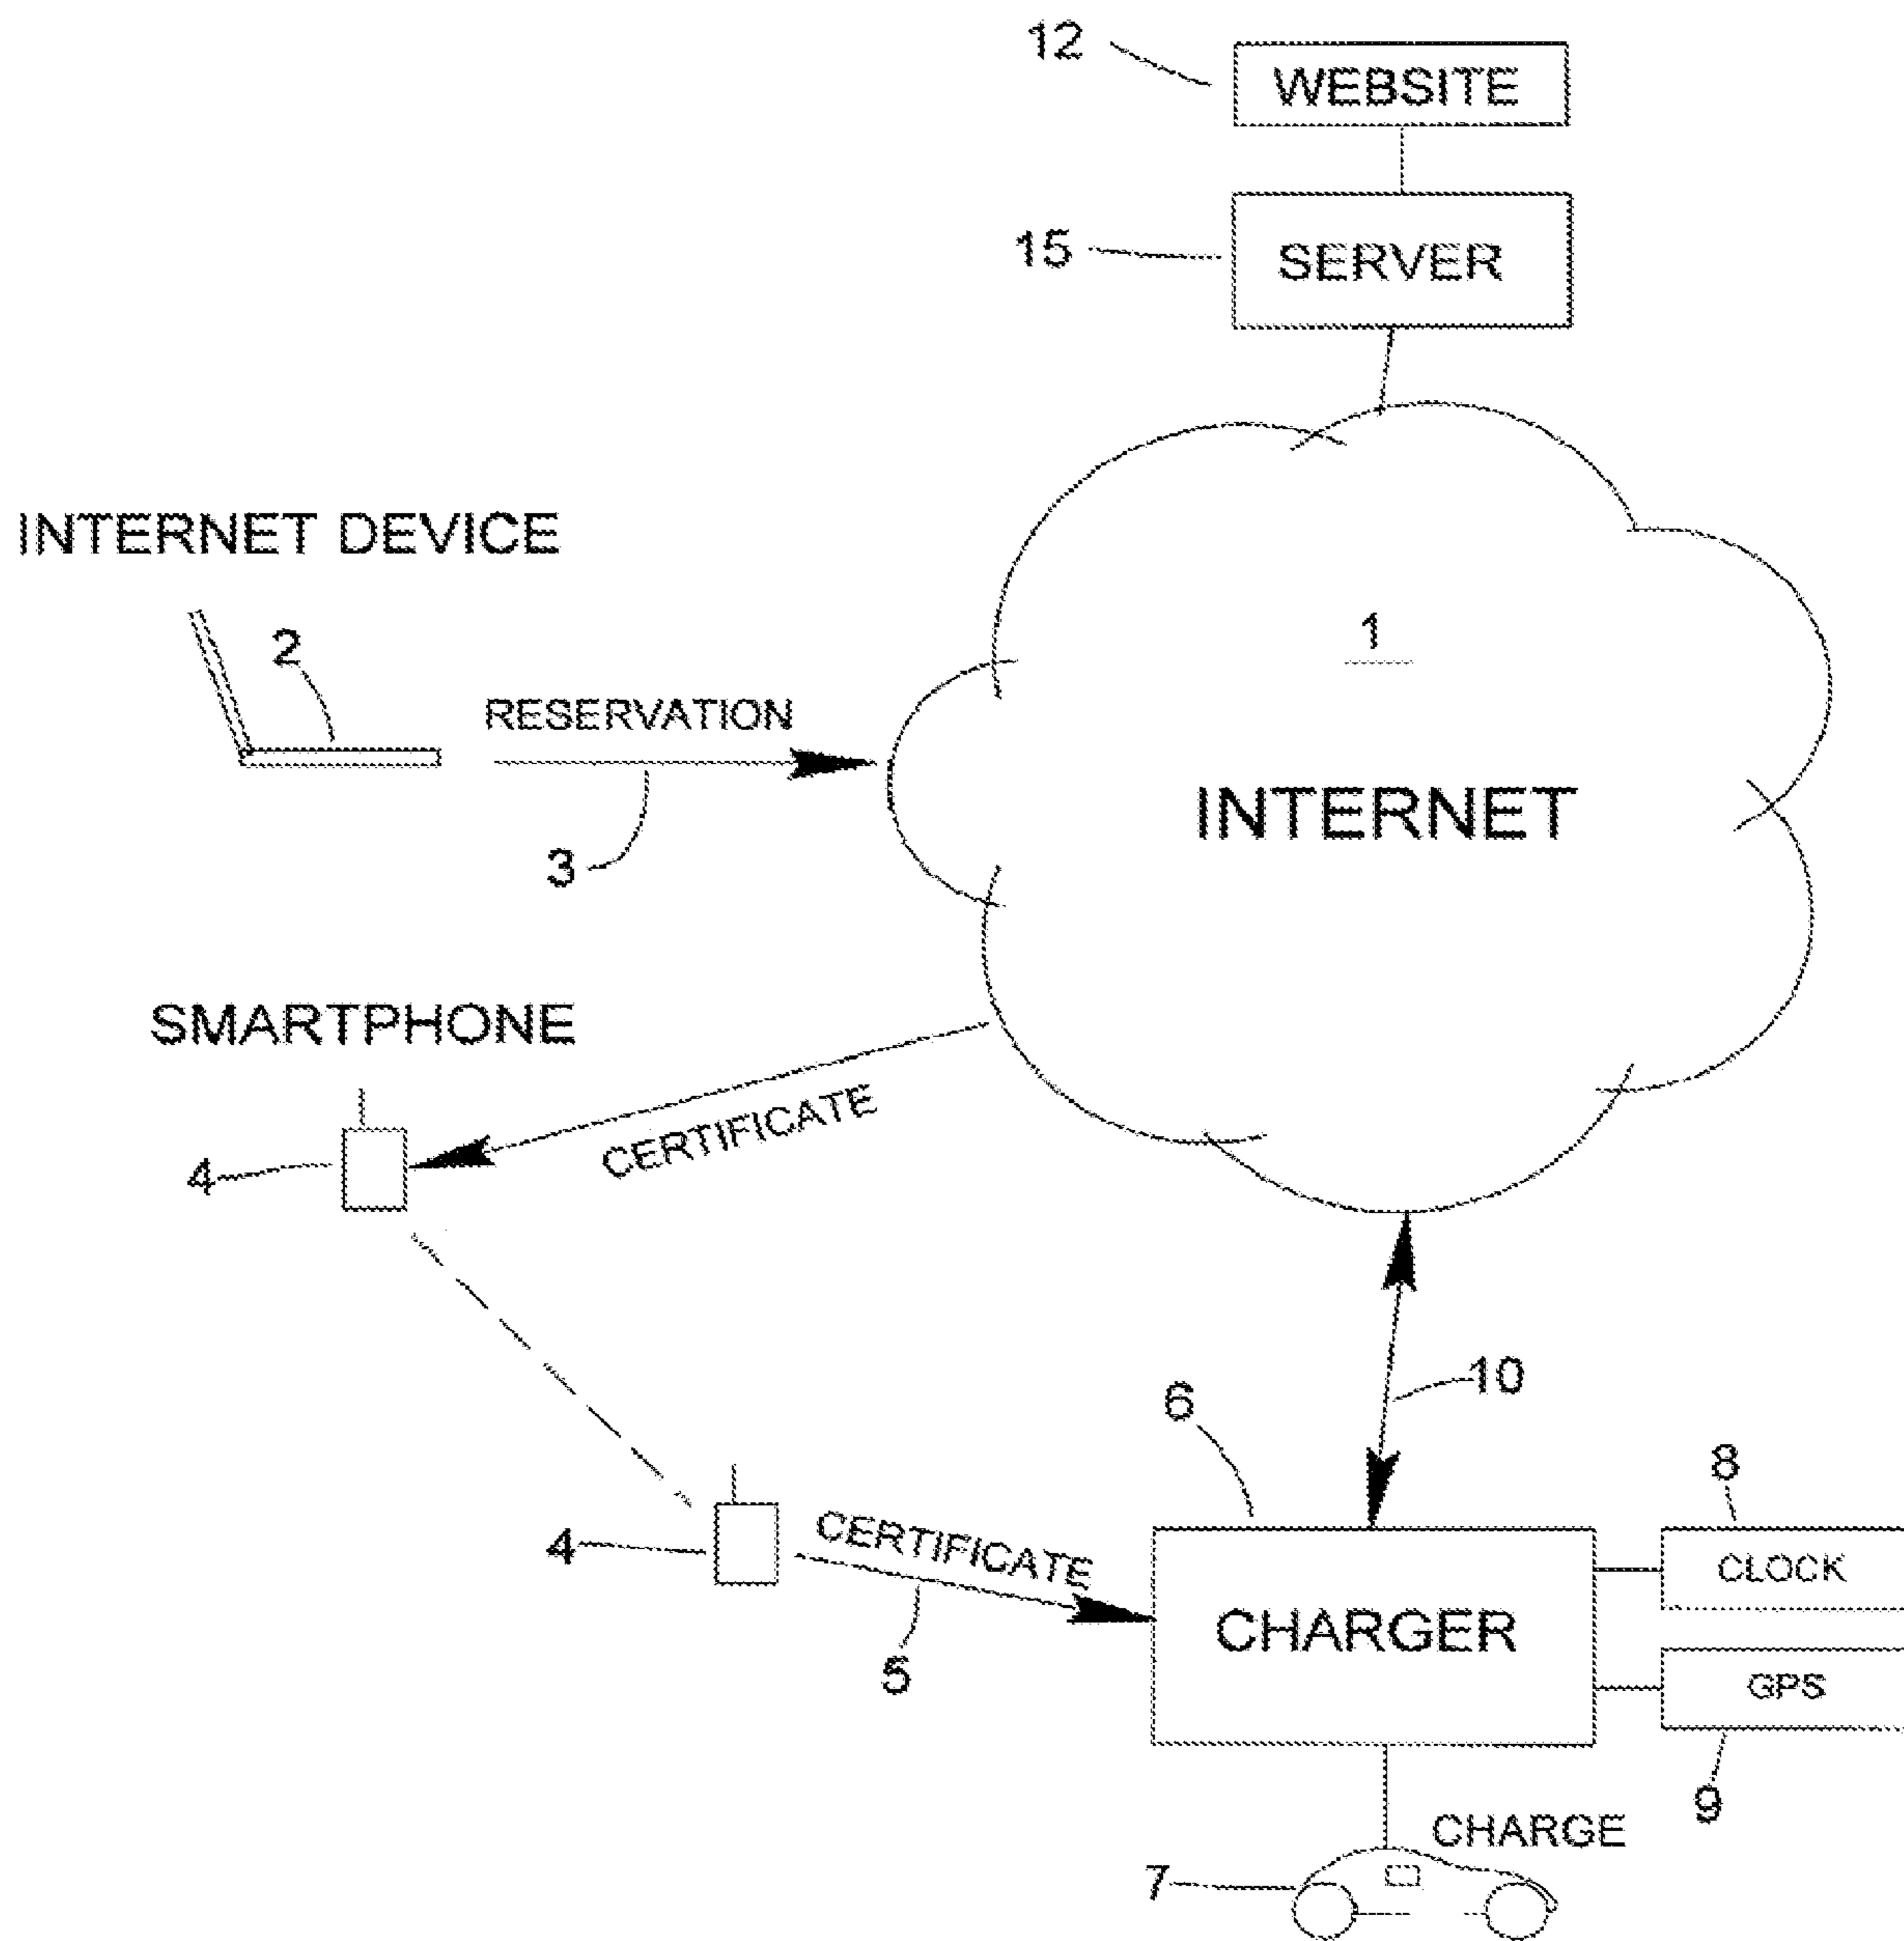 12
WEBSITE
15
SERVER
INTERNET DEVICE
2
RESERVATION
1
INTERNET
3
SMARTPHONE
CERTIFICATE
4
10
6
8
CERTIFICATE
4
CLOCK
CHARGER
5
GPS
9
CHARGE
7